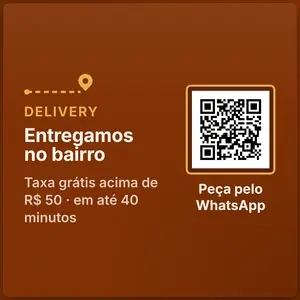 DELIVERY
Entregamos
no bairro
Taxa grátis acima de
R$ 50 · em até 40
minutos
Peça pelo
WhatsApp